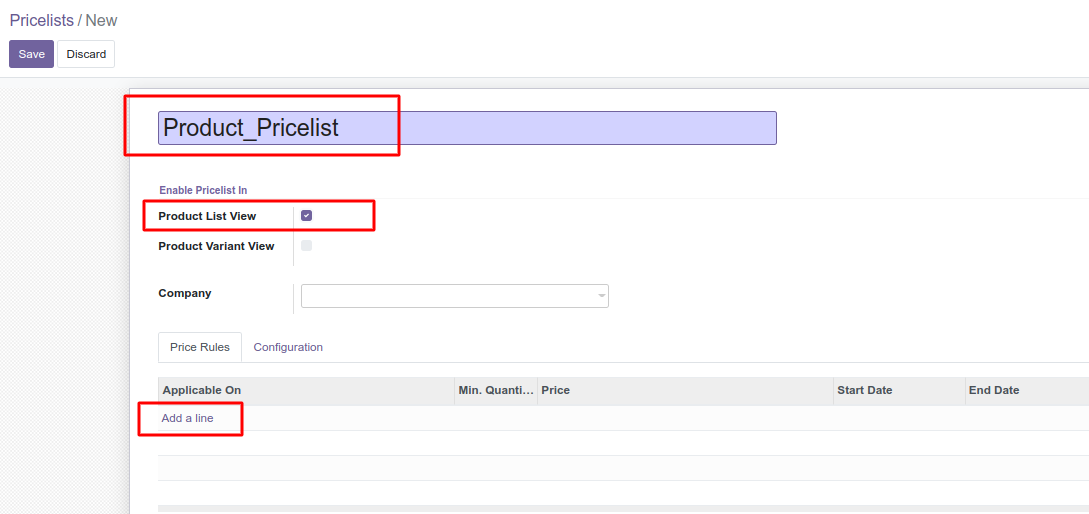 Pricelists / New
Save Discard
Product_Pricelist
Enable Pricelist In
Product List View
Product Variant View
Company
Price Rules Configuration
Applicable On Min. Quanti... Price Start Date End Date
Add a line